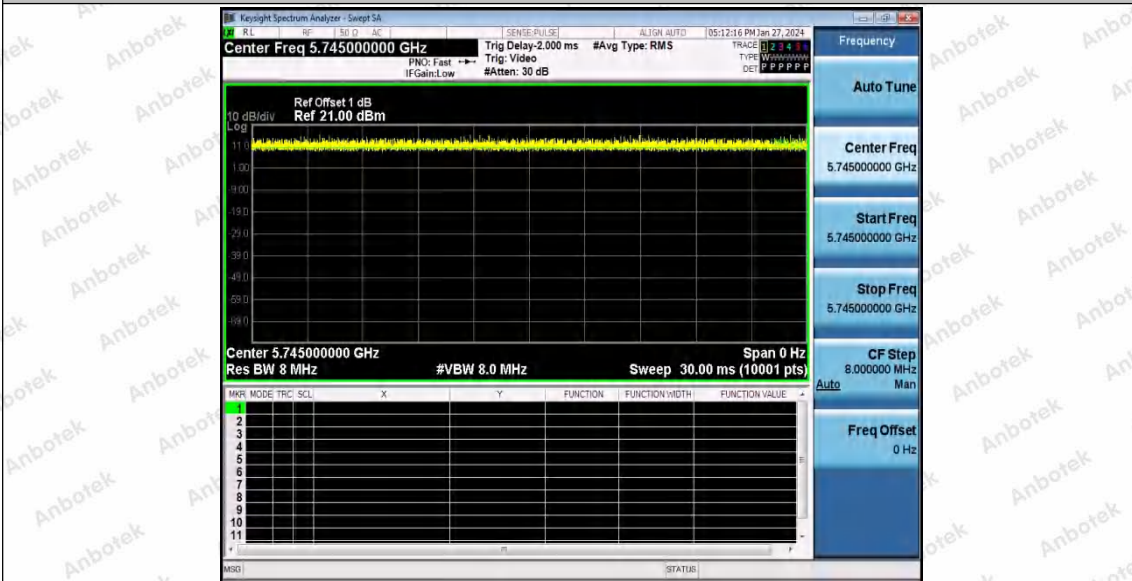 Keysight Spectrum Analyzer - Swept SA
RL RF 50 Ω AC SENSE:PULSE ALIGN AUTO 05:12:16 PM Jan 27, 2024
Center Freq 5.745000000 GHz Trig Delay-2.000 ms #Avg Type: RMS TRACE 1 2 3 4 5 6
PNO: Fast Trig: Video TYPE WWWWWW
IFGain:Low #Atten: 30 dB DET P P P P P P
Ref Offset 1 dB
10 dB/div Ref 21.00 dBm
Log
11.0
1.00
-9.00
-19.0
-29.0
-39.0
-49.0
-59.0
-69.0
Center 5.745000000 GHz Span 0 Hz
Res BW 8 MHz #VBW 8.0 MHz Sweep 30.00 ms (10001 pts)
MKR MODE TRC SCL X Y FUNCTION FUNCTION WIDTH FUNCTION VALUE
1
2
3
4
5
6
7
8
9
10
11
MSG STATUS
Frequency
Auto Tune
Center Freq
5.745000000 GHz
Start Freq
5.745000000 GHz
Stop Freq
5.745000000 GHz
CF Step
8.000000 MHz
Auto Man
Freq Offset
0 Hz
Anbotek